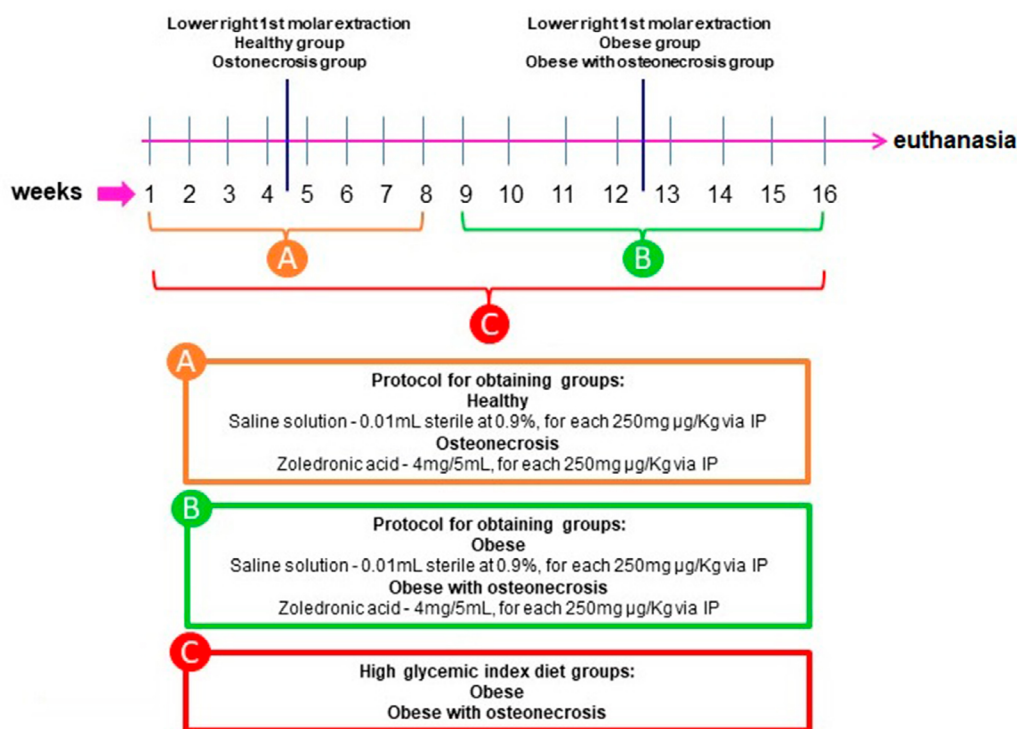 Lower right 1st molar extraction
Healthy group
Ostonecrosis group
Lower right 1st molar extraction
Obese group
Obese with osteonecrosis group
euthanasia
weeks 1 2 3 4 5 6 7 8 9 10 11 12 13 14 15 16
A
B
C
A
Protocol for obtaining groups:
Healthy
Saline solution - 0.01mL sterile at 0.9%, for each 250mg µg/Kg via IP
Osteonecrosis
Zoledronic acid - 4mg/5mL, for each 250mg µg/Kg via IP
B
Protocol for obtaining groups:
Obese
Saline solution - 0.01mL sterile at 0.9%, for each 250mg µg/Kg via IP
Obese with osteonecrosis
Zoledronic acid - 4mg/5mL, for each 250mg µg/Kg via IP
C
High glycemic index diet groups:
Obese
Obese with osteonecrosis